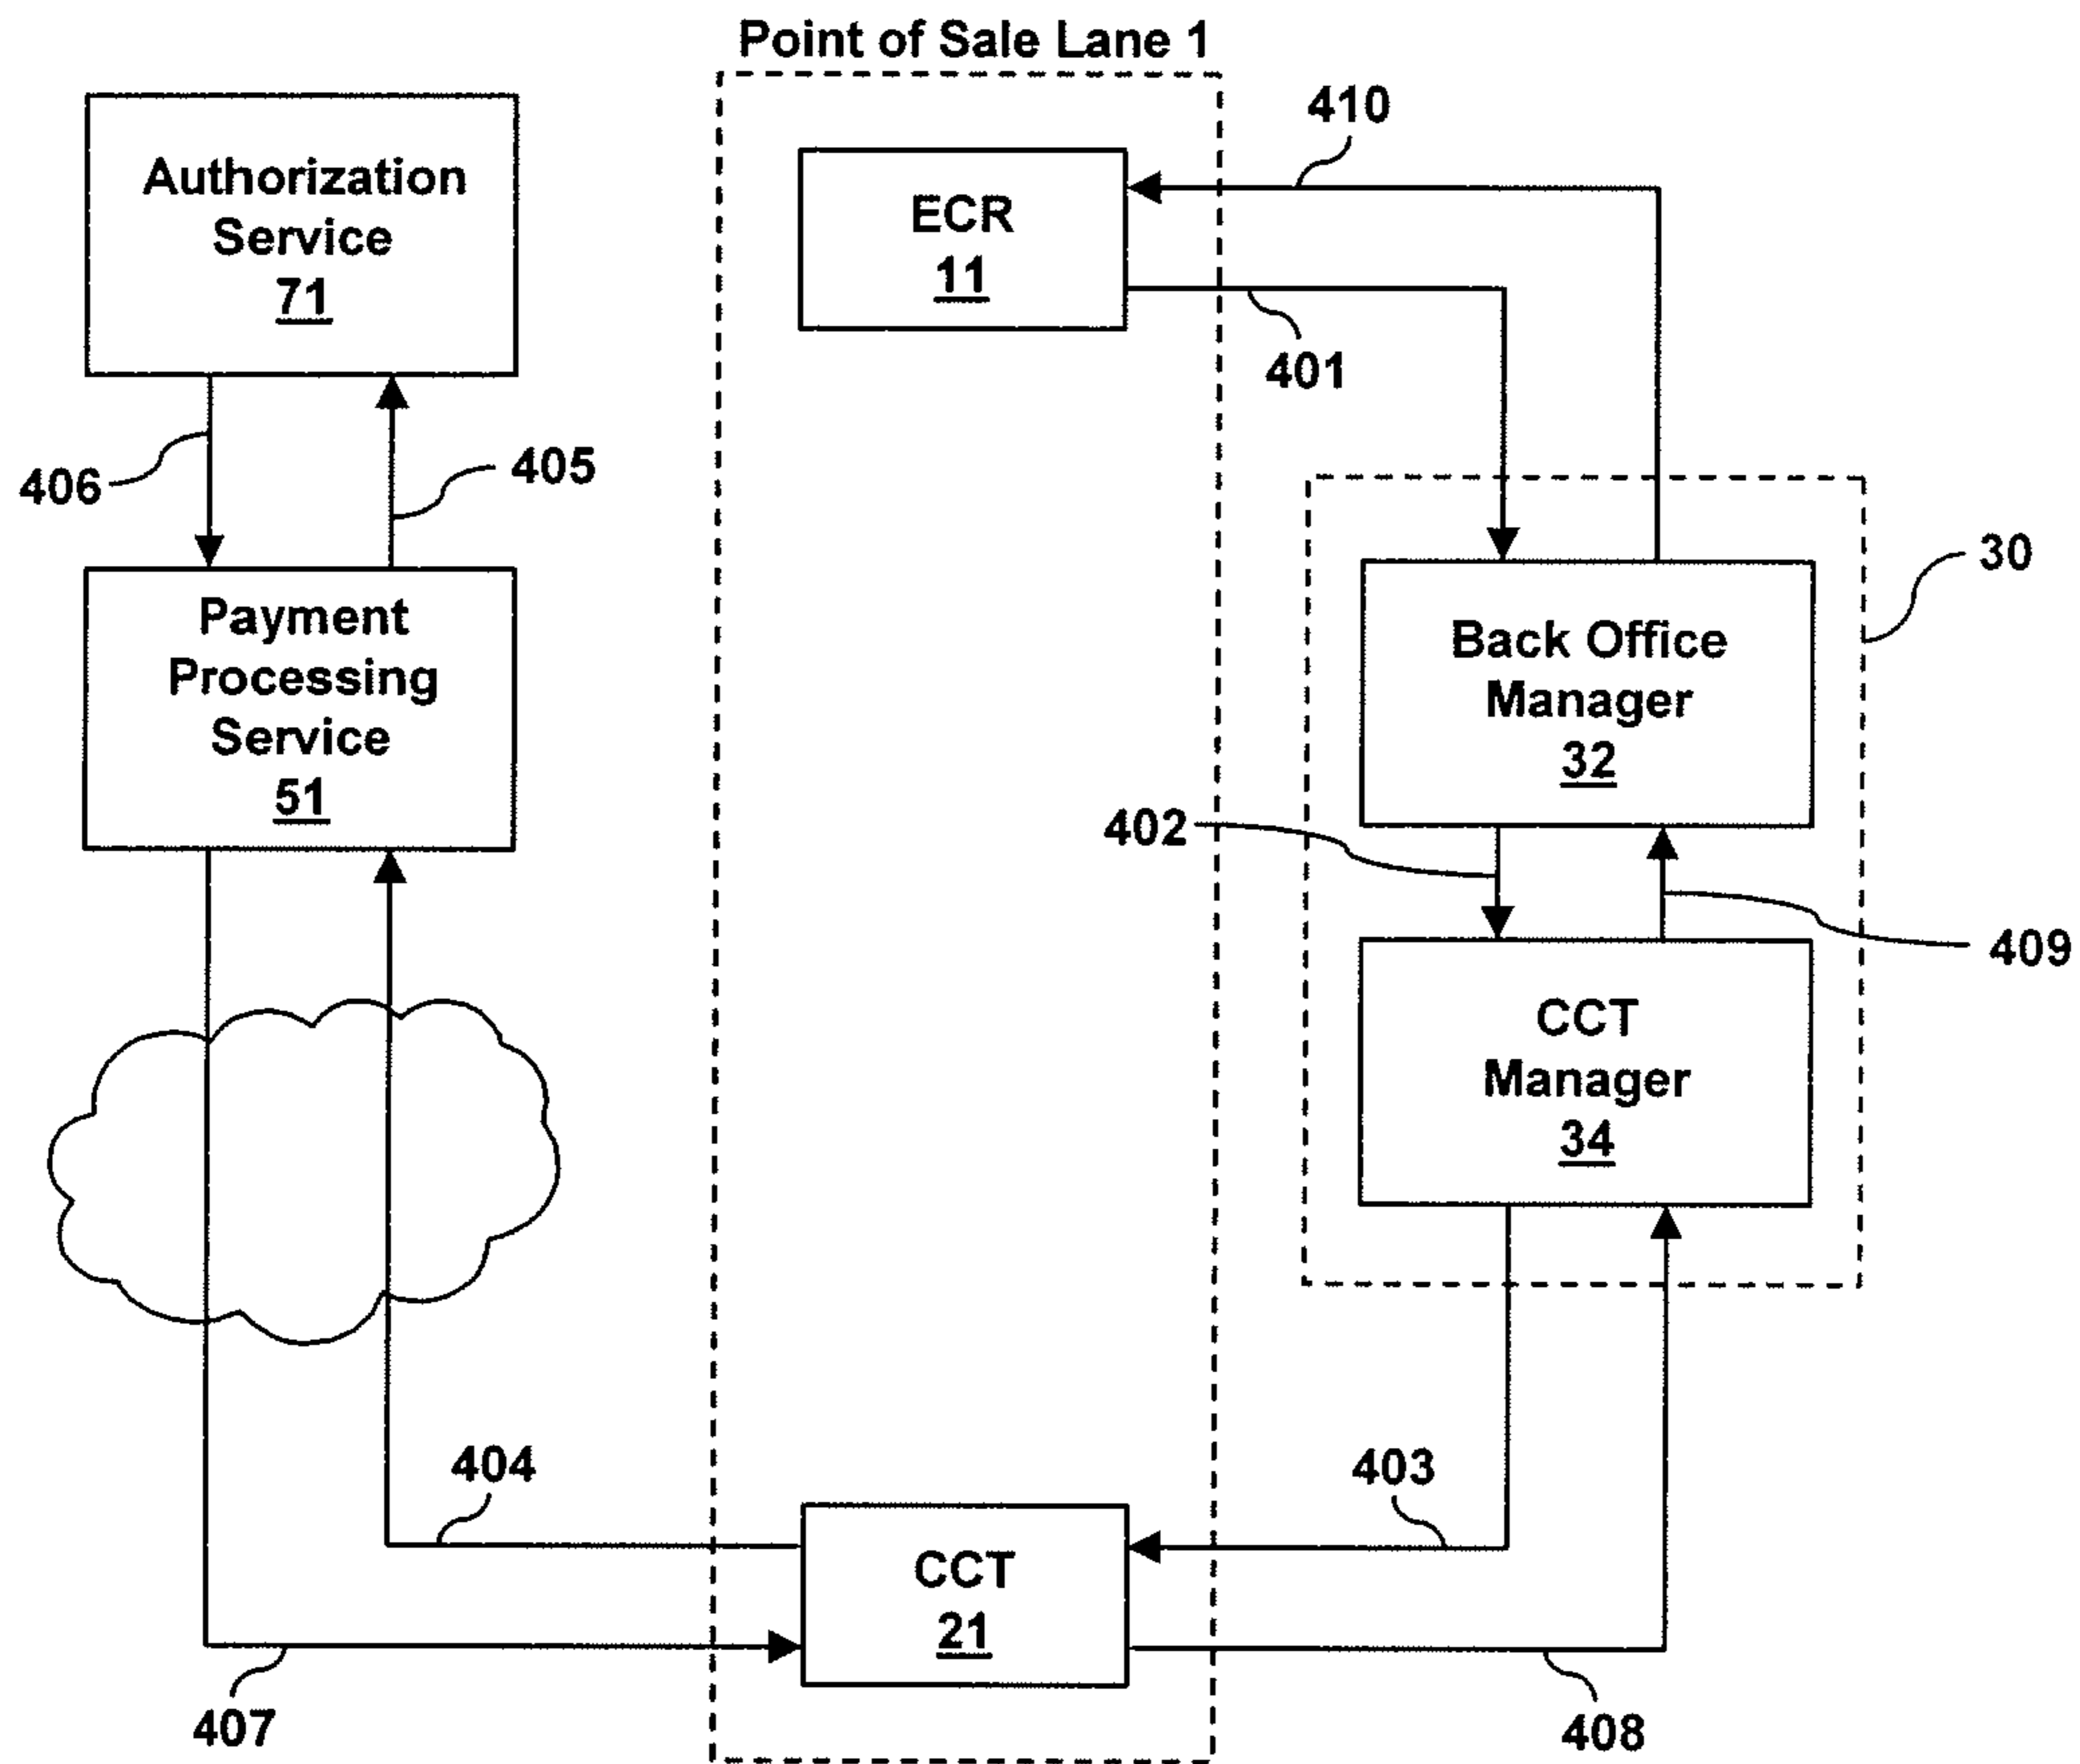 Point of Sale Lane 1
Authorization
Service
71
ECR
11
410
401
406
405
Payment
Processing
Service
51
30
Back Office
Manager
32
402
409
CCT
Manager
34
404
403
CCT
21
407
408